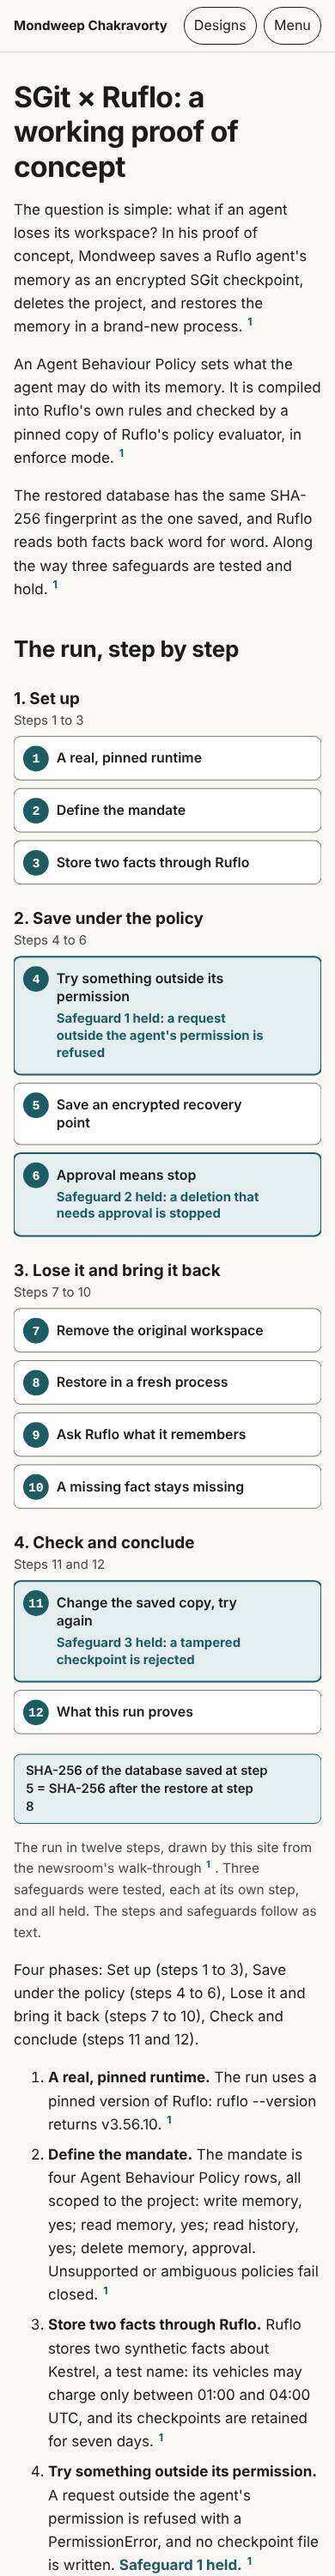 Mondweep Chakravorty
Designs
Menu
SGit × Ruflo: a
working proof of
concept
The question is simple: what if an agent
loses its workspace? In his proof of
concept, Mondweep saves a Ruflo agent's
memory as an encrypted SGit checkpoint,
deletes the project, and restores the
memory in a brand-new process. 1
An Agent Behaviour Policy sets what the
agent may do with its memory. It is compiled
into Ruflo's own rules and checked by a
pinned copy of Ruflo's policy evaluator, in
enforce mode. 1
The restored database has the same SHA-
256 fingerprint as the one saved, and Ruflo
reads both facts back word for word. Along
the way three safeguards are tested and
hold. 1
The run, step by step
1. Set up
Steps 1 to 3
1 A real, pinned runtime
2 Define the mandate
3 Store two facts through Ruflo
2. Save under the policy
Steps 4 to 6
4 Try something outside its
permission
Safeguard 1 held: a request
outside the agent's permission is
refused
5 Save an encrypted recovery
point
6 Approval means stop
Safeguard 2 held: a deletion that
needs approval is stopped
3. Lose it and bring it back
Steps 7 to 10
7 Remove the original workspace
8 Restore in a fresh process
9 Ask Ruflo what it remembers
10 A missing fact stays missing
4. Check and conclude
Steps 11 and 12
11 Change the saved copy, try
again
Safeguard 3 held: a tampered
checkpoint is rejected
12 What this run proves
SHA-256 of the database saved at step
5 = SHA-256 after the restore at step
8
The run in twelve steps, drawn by this site from
the newsroom's walk-through 1 . Three
safeguards were tested, each at its own step,
and all held. The steps and safeguards follow as
text.
Four phases: Set up (steps 1 to 3), Save
under the policy (steps 4 to 6), Lose it and
bring it back (steps 7 to 10), Check and
conclude (steps 11 and 12).
1. A real, pinned runtime. The run uses a
pinned version of Ruflo: ruflo --version
returns v3.56.10. 1
2. Define the mandate. The mandate is
four Agent Behaviour Policy rows, all
scoped to the project: write memory,
yes; read memory, yes; read history,
yes; delete memory, approval.
Unsupported or ambiguous policies fail
closed. 1
3. Store two facts through Ruflo. Ruflo
stores two synthetic facts about
Kestrel, a test name: its vehicles may
charge only between 01:00 and 04:00
UTC, and its checkpoints are retained
for seven days. 1
4. Try something outside its permission.
A request outside the agent's
permission is refused with a
PermissionError, and no checkpoint file
is written. Safeguard 1 held. 1